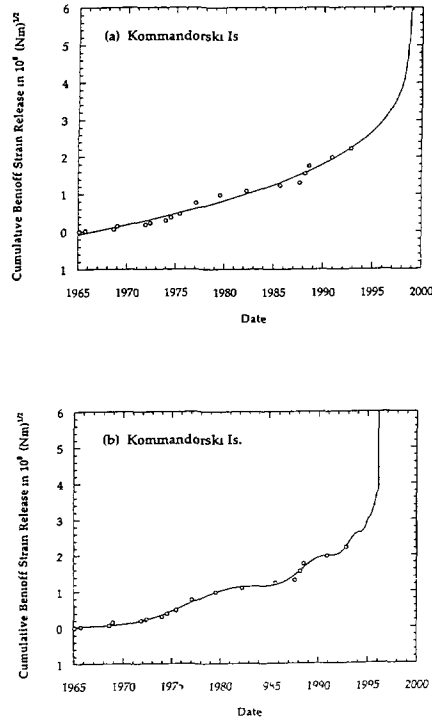 6
5
4
3
2
1
0
1
Cumulative Benioff Strain Release in 10⁸ (Nm)¹/²
(a) Kommandorski Is
1965 1970 1975 1980 1985 1990 1995 2000
Date
6
5
4
3
2
1
0
1
Cumulative Benioff Strain Release in 10⁸ (Nm)¹/²
(b) Kommandorski Is.
1965 1970 1975 1980 1990 1995 2000
Date